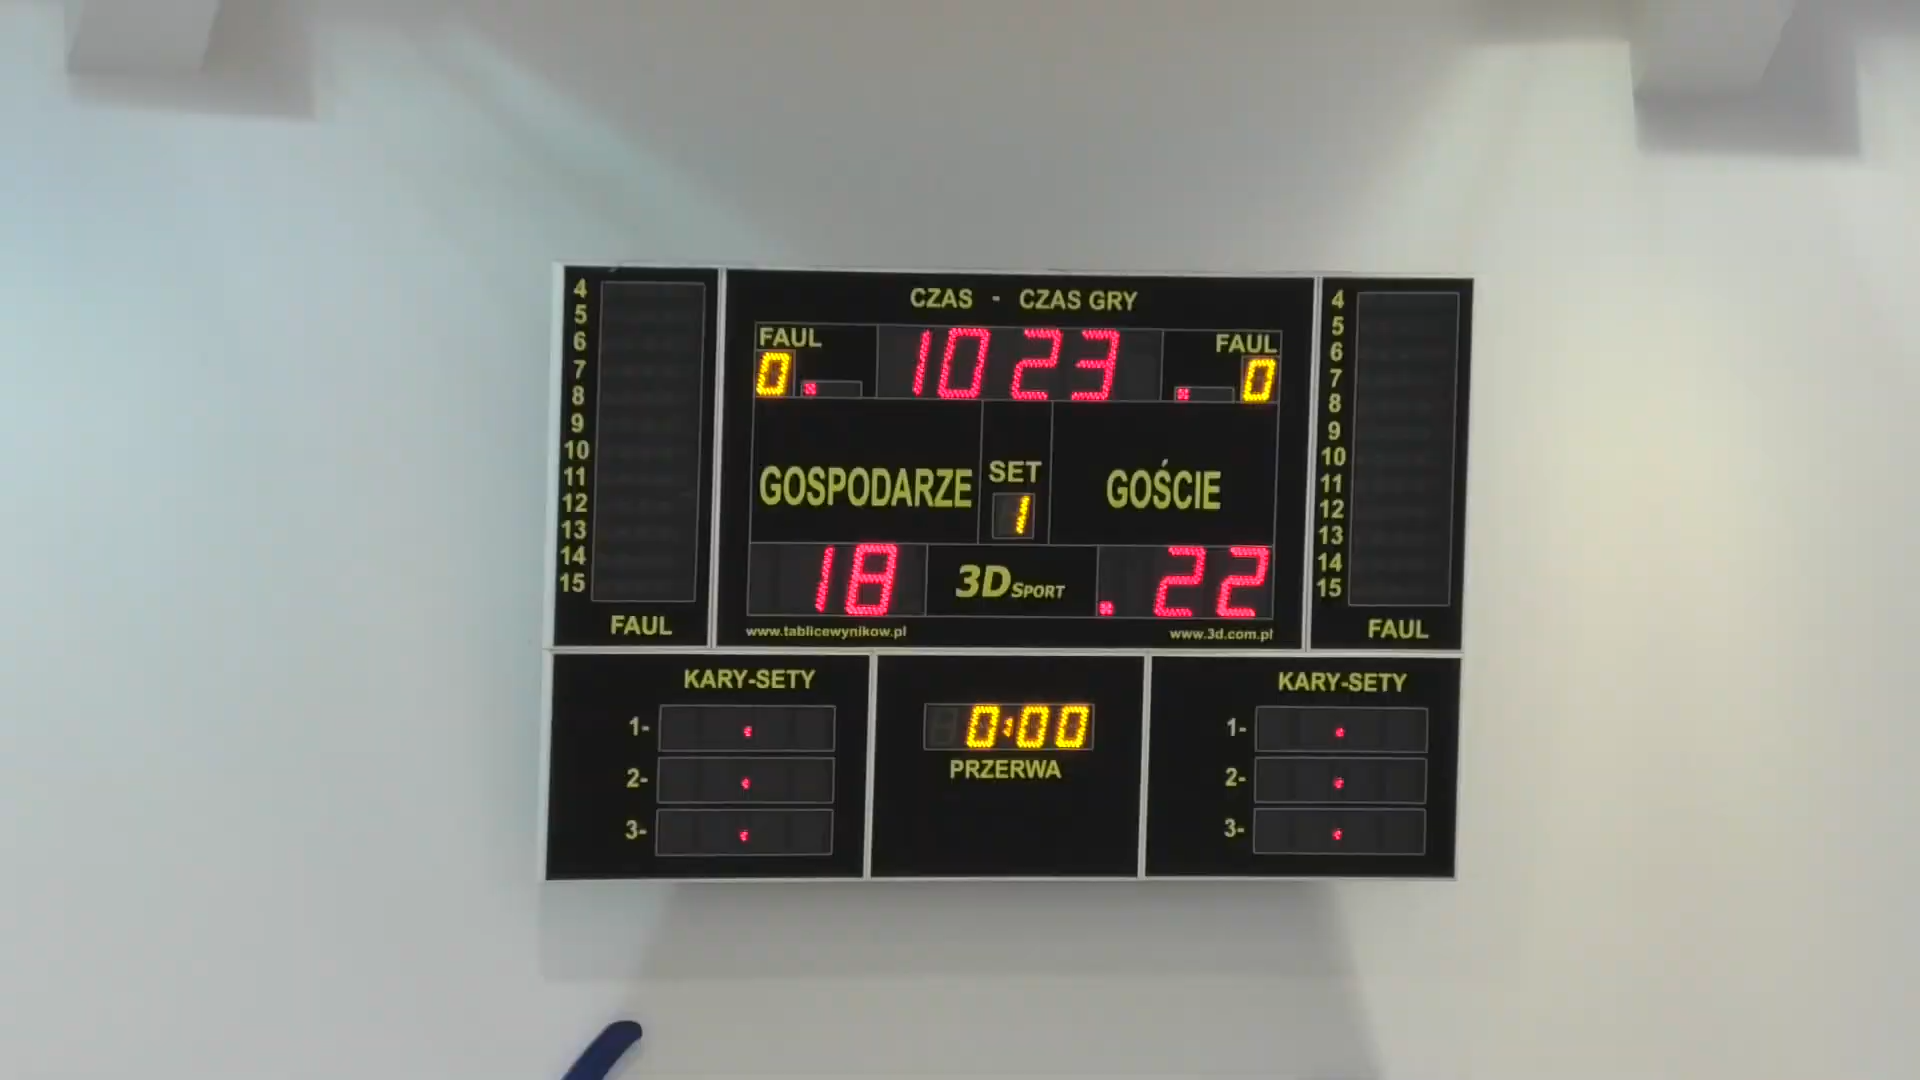 CZAS - CZAS GRY
4
5
6
7
8
9
10
11
12
13
14
15
FAUL
FAUL
0.
10 23
FAUL
. 0
GOSPODARZE
SET
1
GOŚCIE
18
3D SPORT
.22
www.tablicewynikow.pl
www.3d.com.pl
4
5
6
7
8
9
10
11
12
13
14
15
FAUL
KARY-SETY
1-
2-
3-
0:00
PRZERWA
KARY-SETY
1-
2-
3-